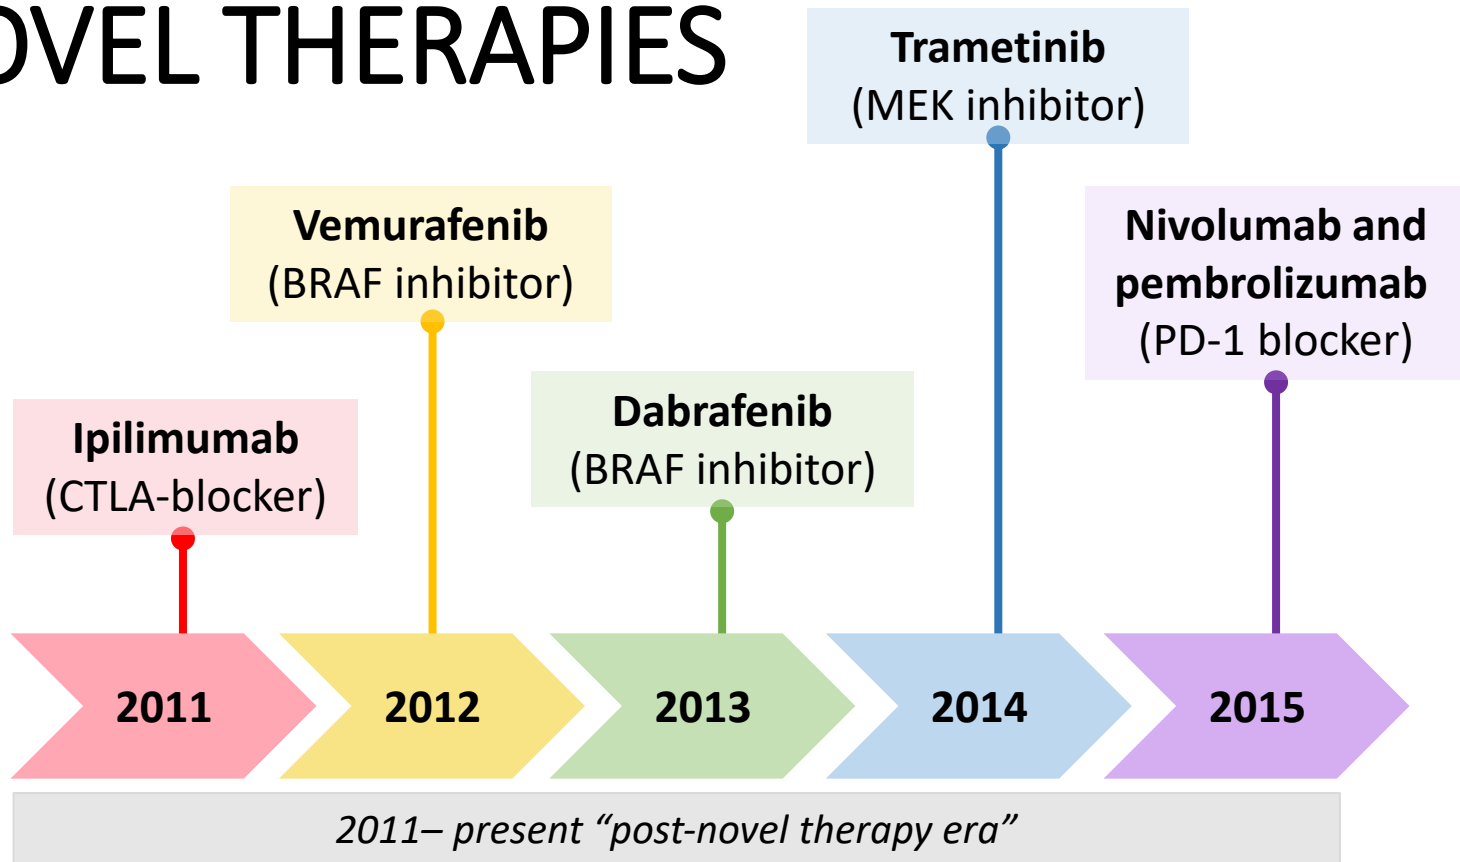 OVEL THERAPIES
Trametinib
(MEK inhibitor)
Vemurafenib
(BRAF inhibitor)
Nivolumab and
pembrolizumab
(PD-1 blocker)
Dabrafenib
(BRAF inhibitor)
Ipilimumab
(CTLA-blocker)
2011
2012
2013
2014
2015
2011– present “post-novel therapy era”